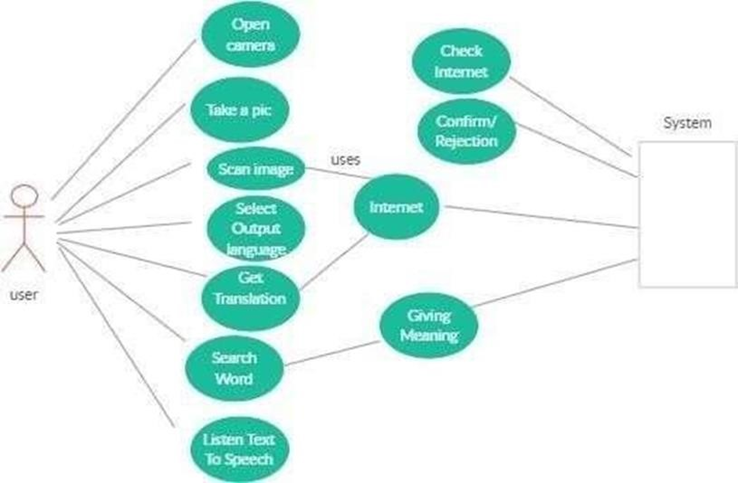 Open
camera
Take a pic
Scan image
Select
Output
language
Get
Translation
Search
Word
Listen Text
To Speech
user
uses
Internet
Giving
Meaning
Check
Internet
Confirm/
Rejection
System